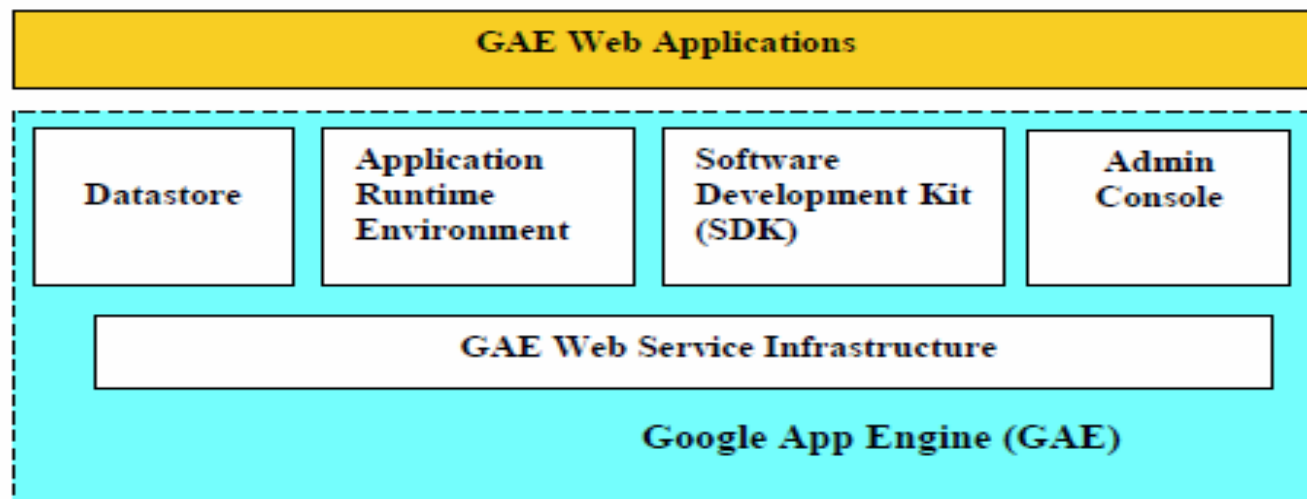 GAE Web Applications
Datastore
Application
Runtime
Environment
Software
Development Kit
(SDK)
Admin
Console
GAE Web Service Infrastructure
Google App Engine (GAE)